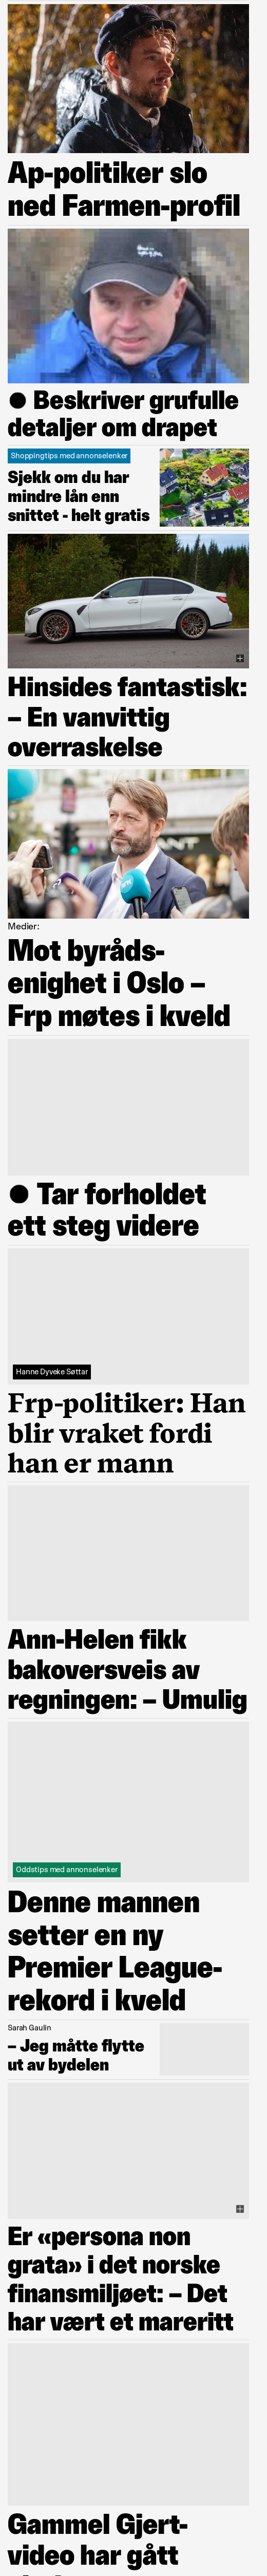 Ap-politiker slo
ned Farmen-profil
● Beskriver grufulle
detaljer om drapet
Shoppingtips med annonselenker
Sjekk om du har
mindre lån enn
snittet - helt gratis
Hinsides fantastisk:
– En vanvittig
overraskelse
Medier:
Mot byråds-
enighet i Oslo –
Frp møtes i kveld
● Tar forholdet
ett steg videre
Hanne Dyveke Søttar
Frp-politiker: Han
blir vraket fordi
han er mann
Ann-Helen fikk
bakoversveis av
regningen: – Umulig
Oddstips med annonselenker
Denne mannen
setter en ny
Premier League-
rekord i kveld
Sarah Gaulin
– Jeg måtte flytte
ut av bydelen
Er «persona non
grata» i det norske
finansmiljøet: – Det
har vært et mareritt
Gammel Gjert-
video har gått